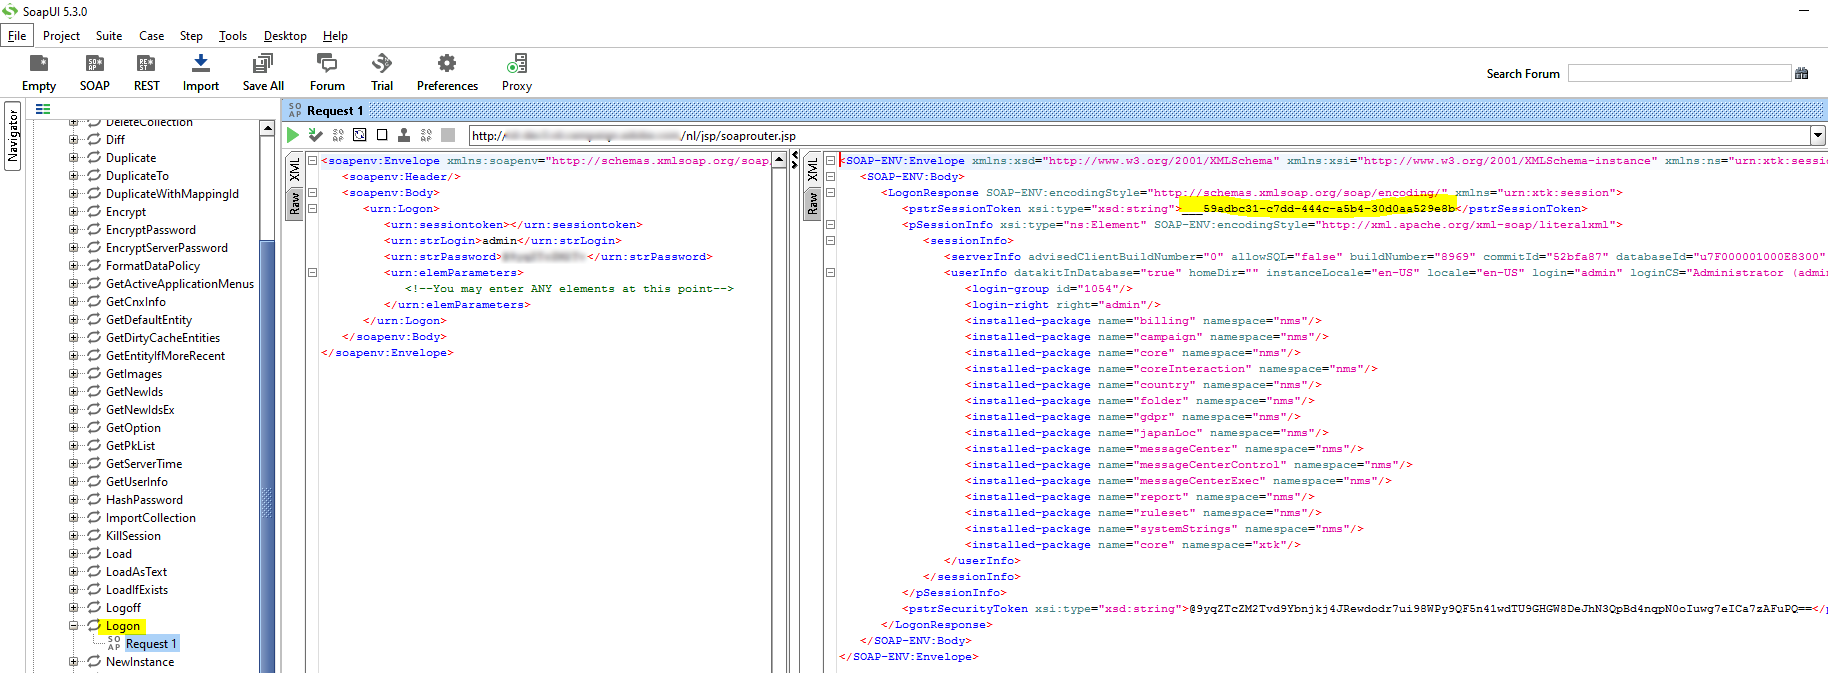 SoapUI 5.3.0
File Project Suite Case Step Tools Desktop Help
Empty SOAP REST Import Save All Forum Trial Preferences Proxy Search Forum
Navigator
Request 1
http:// /nl/jsp/soaprouter.jsp
DeleteCollection
Diff
Duplicate
DuplicateTo
DuplicateWithMappingId
Encrypt
EncryptPassword
EncryptServerPassword
FormatDataPolicy
GetActiveApplicationMenus
GetCnxInfo
GetDefaultEntity
GetDirtyCacheEntities
GetEntityIfMoreRecent
GetImages
GetNewIds
GetNewIdsEx
GetOption
GetPkList
GetServerTime
GetUserInfo
HashPassword
ImportCollection
KillSession
Load
LoadAsText
LoadIfExists
Logoff
Logon
Request 1
NewInstance
XML
Raw
<soapenv:Envelope xmlns:soapenv="http://schemas.xmlsoap.org/soap
<soapenv:Header/>
<soapenv:Body>
<urn:Logon>
<urn:sessiontoken></urn:sessiontoken>
<urn:strLogin>admin</urn:strLogin>
<urn:strPassword> </urn:strPassword>
<urn:elemParameters>
<!--You may enter ANY elements at this point-->
</urn:elemParameters>
</urn:Logon>
</soapenv:Body>
</soapenv:Envelope>
XML
Raw
<SOAP-ENV:Envelope xmlns:xsd="http://www.w3.org/2001/XMLSchema" xmlns:xsi="http://www.w3.org/2001/XMLSchema-instance" xmlns:ns="urn:xtk:sessi
<SOAP-ENV:Body>
<LogonResponse SOAP-ENV:encodingStyle="http://schemas.xmlsoap.org/soap/encoding/" xmlns="urn:xtk:session">
<pstrSessionToken xsi:type="xsd:string">___59adbc31-c7dd-444c-a5b4-30d0aa529e8b</pstrSessionToken>
<pSessionInfo xsi:type="ns:Element" SOAP-ENV:encodingStyle="http://xml.apache.org/xml-soap/literalxml">
<sessionInfo>
<serverInfo advisedClientBuildNumber="0" allowSQL="false" buildNumber="8969" commitId="52bfa87" databaseId="u7F000001000E8300"
<userInfo datakitInDatabase="true" homeDir="" instanceLocale="en-US" locale="en-US" login="admin" loginCS="Administrator (admi
<login-group id="1054"/>
<login-right right="admin"/>
<installed-package name="billing" namespace="nms"/>
<installed-package name="campaign" namespace="nms"/>
<installed-package name="core" namespace="nms"/>
<installed-package name="coreInteraction" namespace="nms"/>
<installed-package name="country" namespace="nms"/>
<installed-package name="folder" namespace="nms"/>
<installed-package name="gdpr" namespace="nms"/>
<installed-package name="japanLoc" namespace="nms"/>
<installed-package name="messageCenter" namespace="nms"/>
<installed-package name="messageCenterControl" namespace="nms"/>
<installed-package name="messageCenterExec" namespace="nms"/>
<installed-package name="report" namespace="nms"/>
<installed-package name="ruleset" namespace="nms"/>
<installed-package name="systemStrings" namespace="nms"/>
<installed-package name="core" namespace="xtk"/>
</userInfo>
</sessionInfo>
</pSessionInfo>
<pstrSecurityToken xsi:type="xsd:string">@9yqZTcZM2Tvd9Ybnjkj4JRewdodr7ui98WPy9QF5n41wdTU9GHGW8DeJhN3QpBd4nqpN0oIuwg7eICa7zAFuPQ==</p
</LogonResponse>
</SOAP-ENV:Body>
</SOAP-ENV:Envelope>